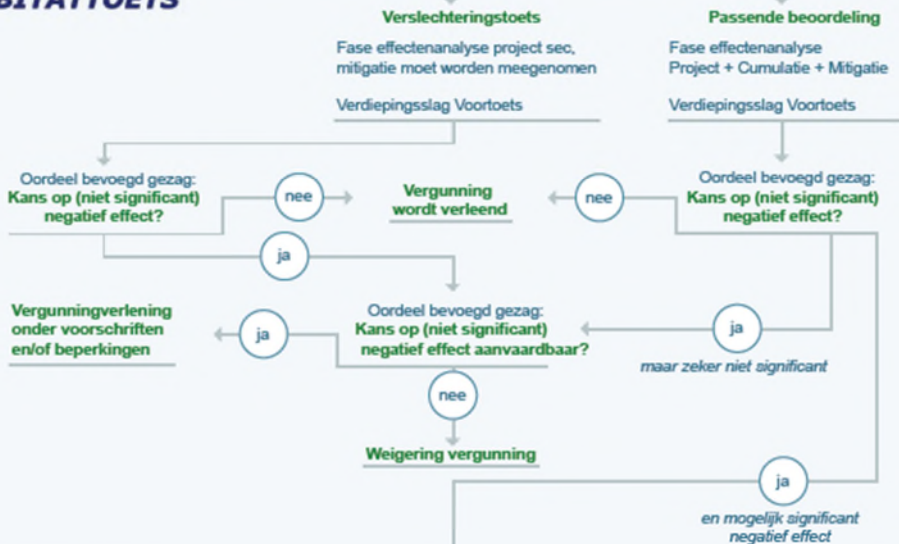 BITATTOETS
Verslechteringstoets
Fase effectenanalyse project sec,
mitigatie moet worden meegenomen
Verdiepingsslag Voortoets
Passende beoordeling
Fase effectenanalyse
Project + Cumulatie + Mitigatie
Verdiepingsslag Voortoets
Oordeel bevoegd gezag:
Kans op (niet significant)
negatief effect?
nee
Vergunning
wordt verleend
nee
Oordeel bevoegd gezag:
Kans op (niet significant)
negatief effect?
ja
Vergunningverlening
onder voorschriften
en/of beperkingen
ja
Oordeel bevoegd gezag:
Kans op (niet significant)
negatief effect aanvaardbaar?
ja
maar zeker niet significant
nee
Weigering vergunning
ja
en mogelijk significant
negatief effect